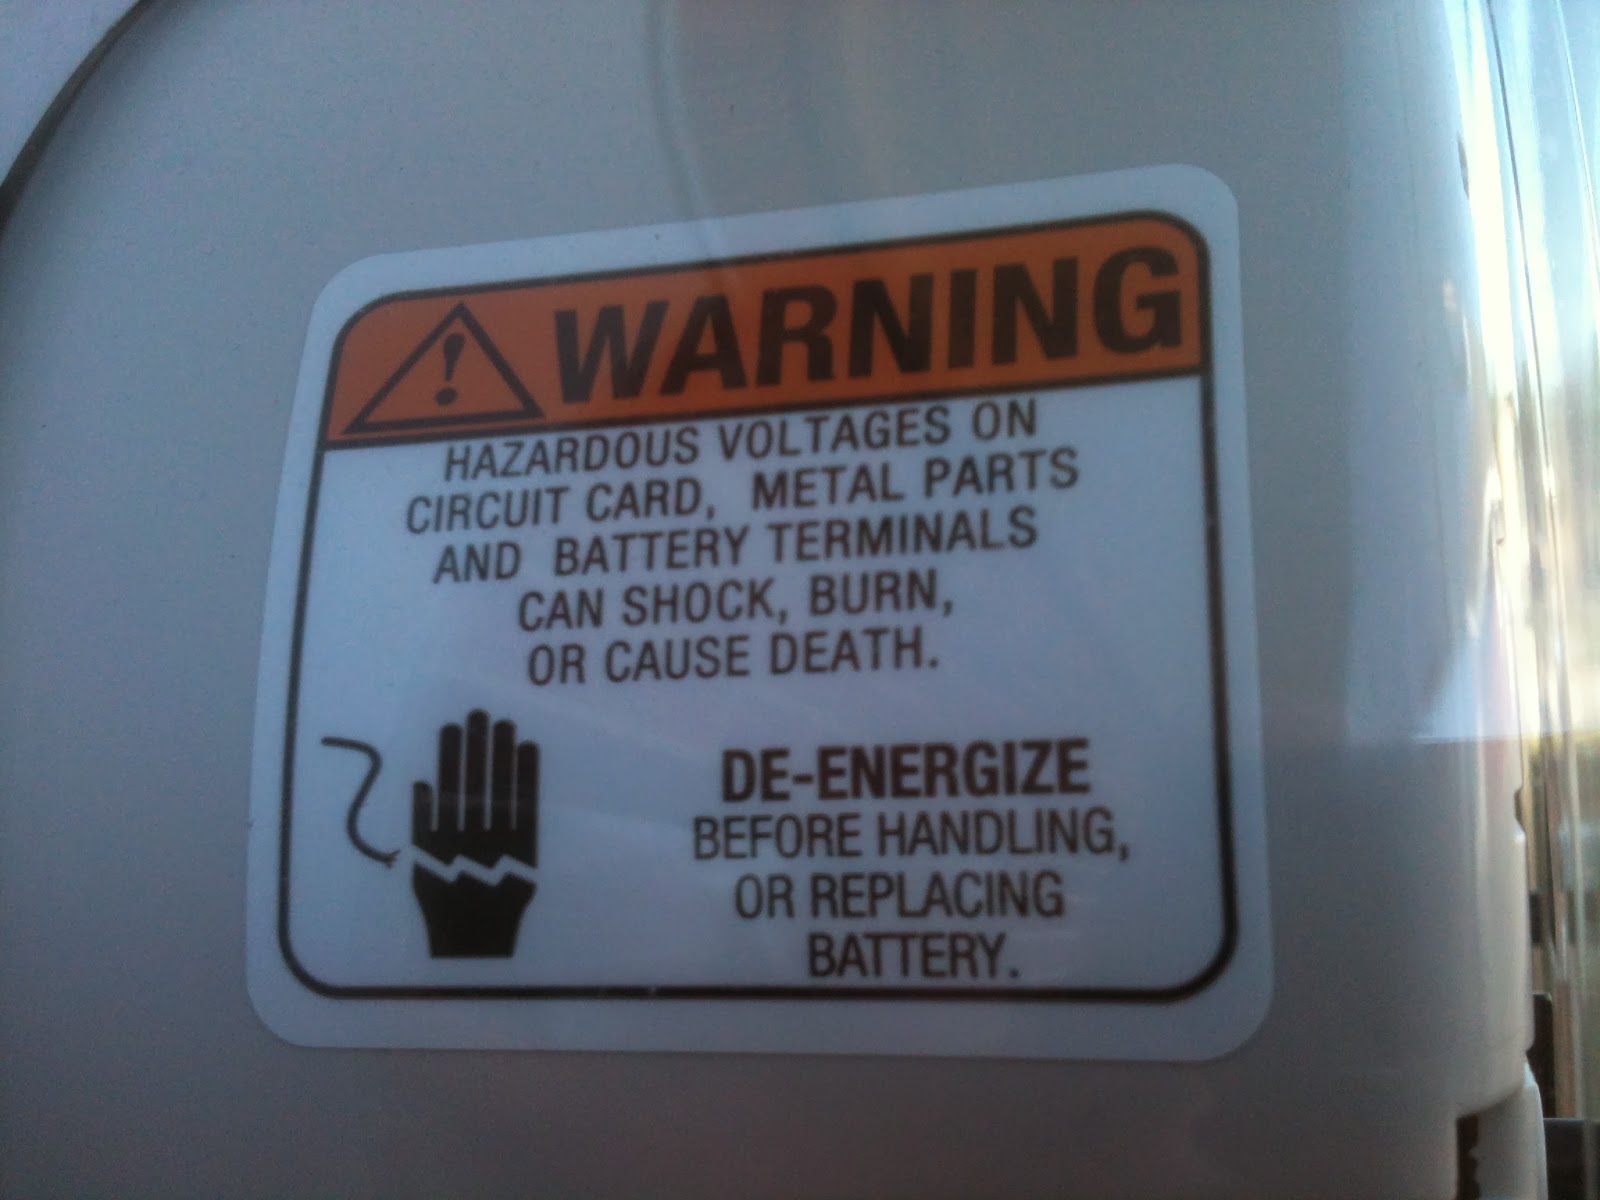 WARNING
HAZARDOUS VOLTAGES ON
CIRCUIT CARD, METAL PARTS
AND BATTERY TERMINALS
CAN SHOCK, BURN,
OR CAUSE DEATH.
DE-ENERGIZE
BEFORE HANDLING,
OR REPLACING
BATTERY.